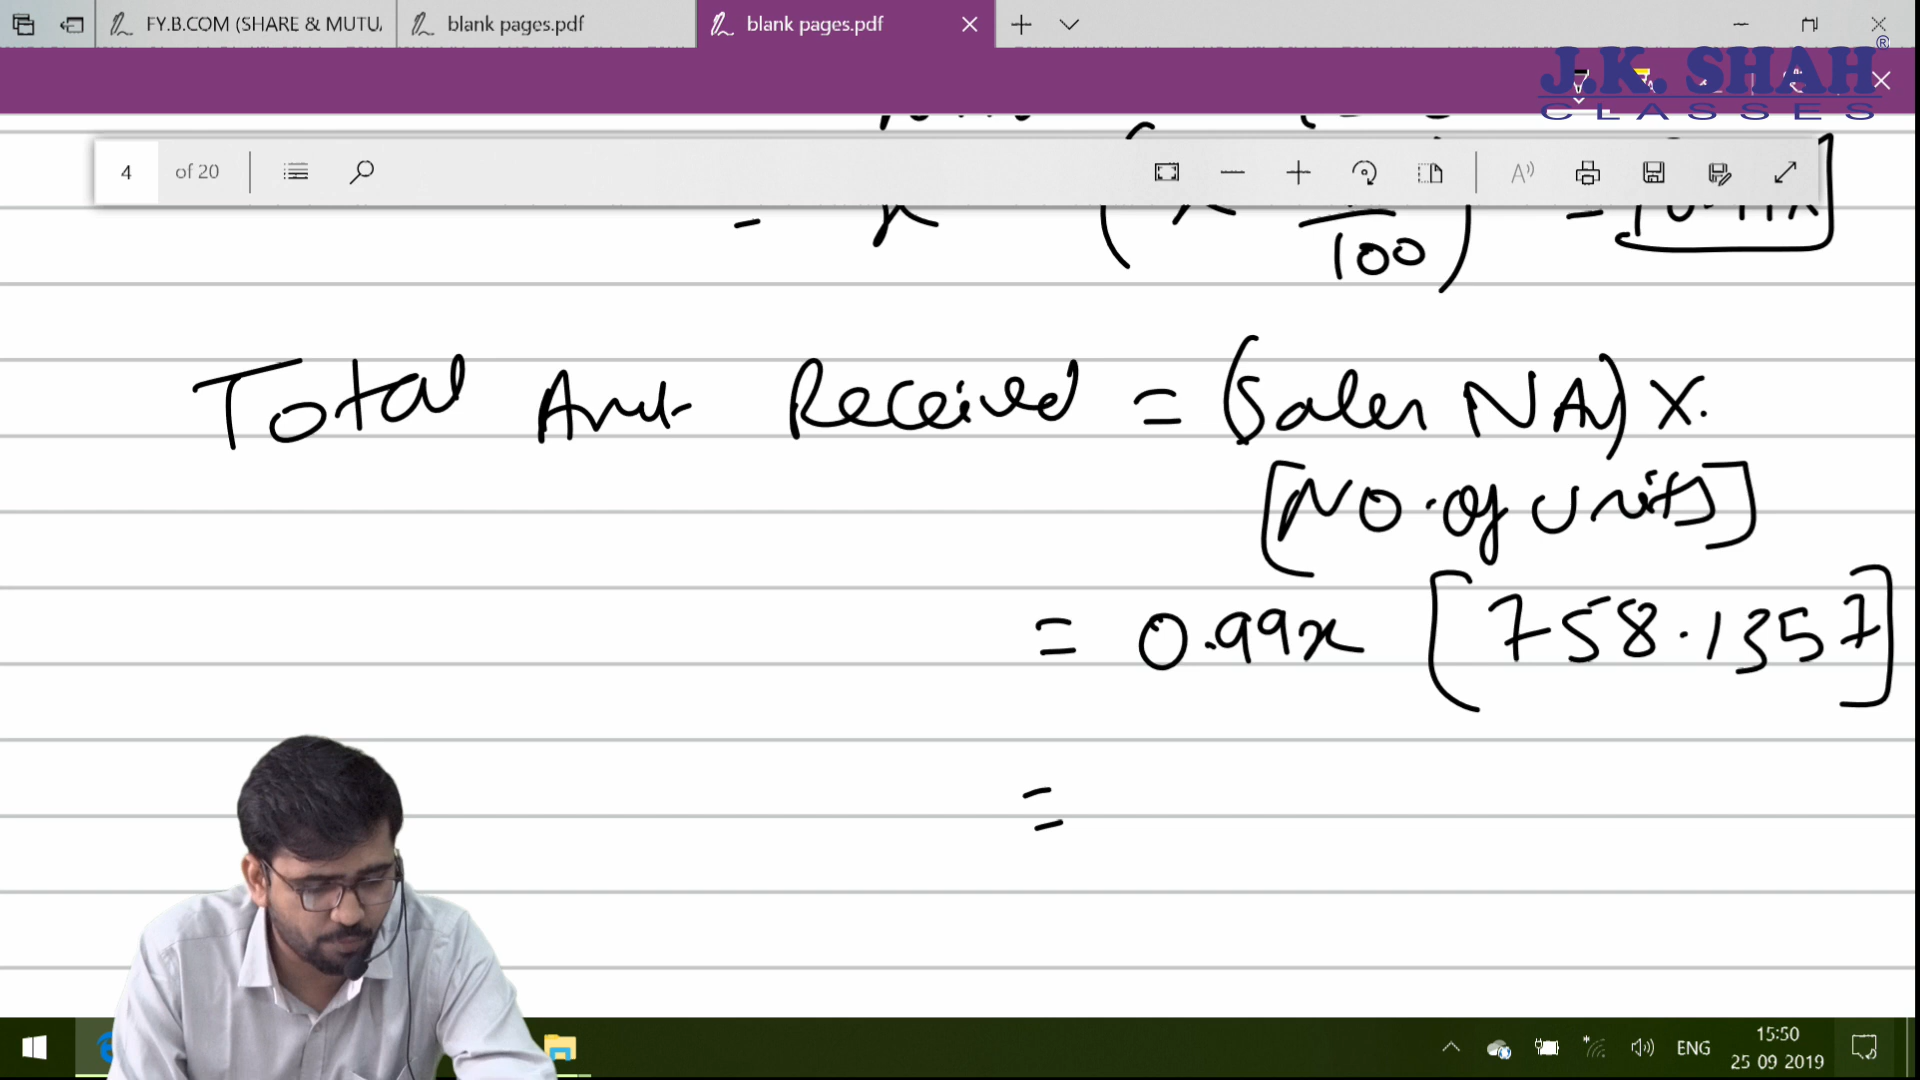 FY.B.COM (SHARE & MUTU
blank pages.pdf
blank pages.pdf
J.K. SHAH®
CLASSES
4 of 20
100
Total Amt Received = (Sales NAV) X.
[No. of units]
= 0.99x [758.1357]
=
ENG
15:50
25 09 2019